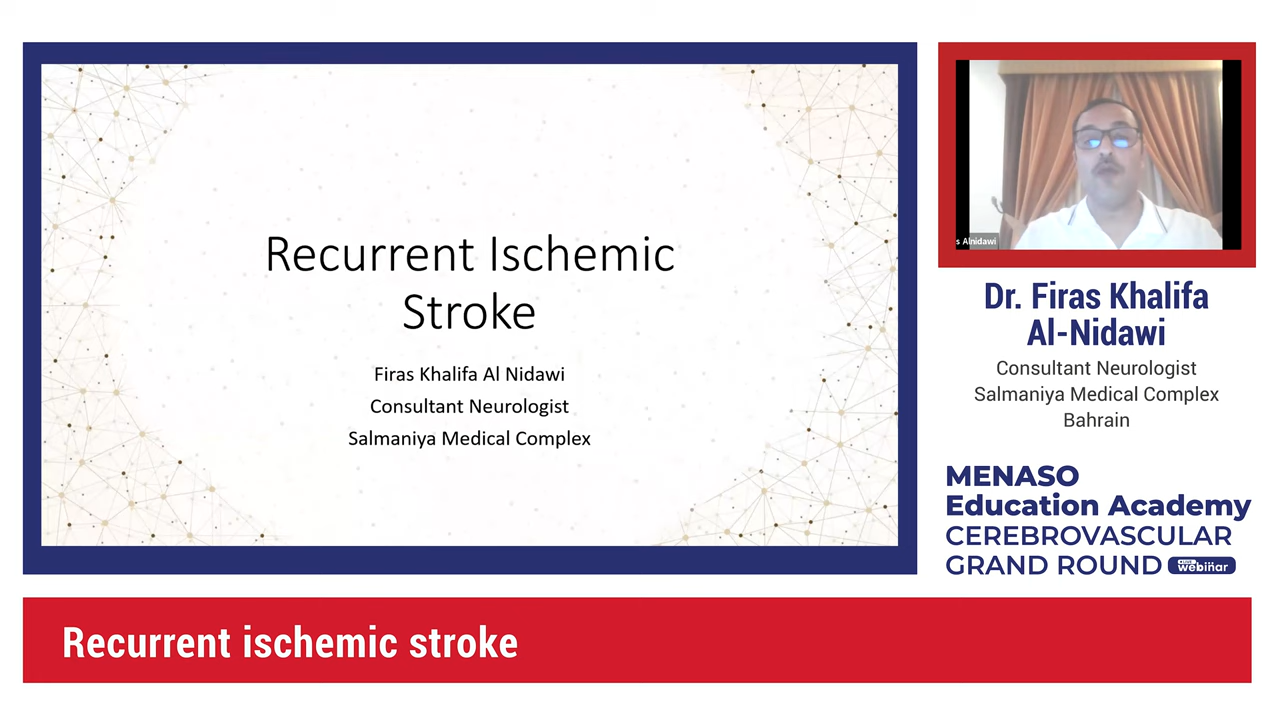 Recurrent Ischemic
Stroke
Firas Khalifa Al Nidawi
Consultant Neurologist
Salmaniya Medical Complex
s Alnidawi
Dr. Firas Khalifa
Al-Nidawi
Consultant Neurologist
Salmaniya Medical Complex
Bahrain
MENASO
Education Academy
CEREBROVASCULAR
GRAND ROUND webinar
Recurrent ischemic stroke